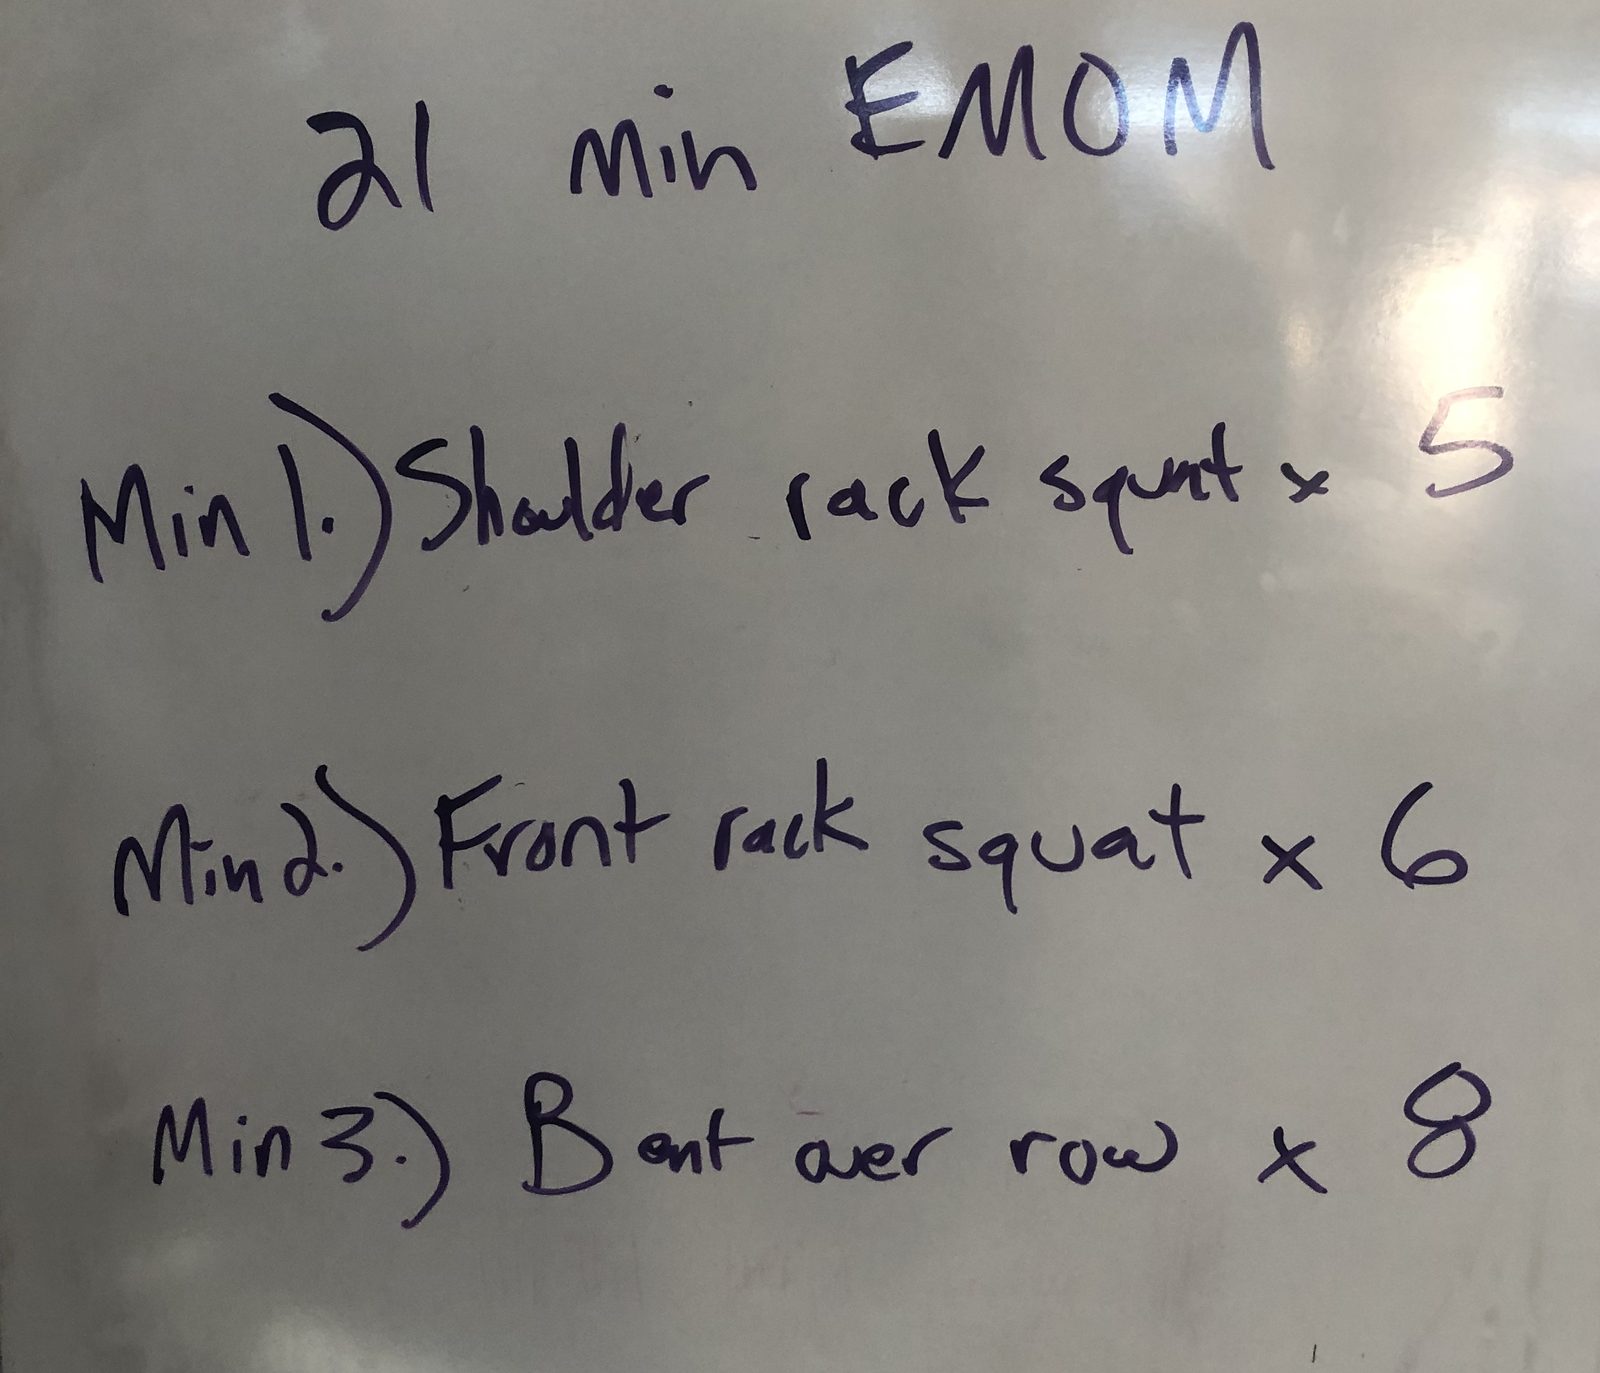 21 min EMOM
Min 1.) Shoulder rack squat x 5
Min 2.) Front rack squat x 6
Min 3.) Bent over row x 8